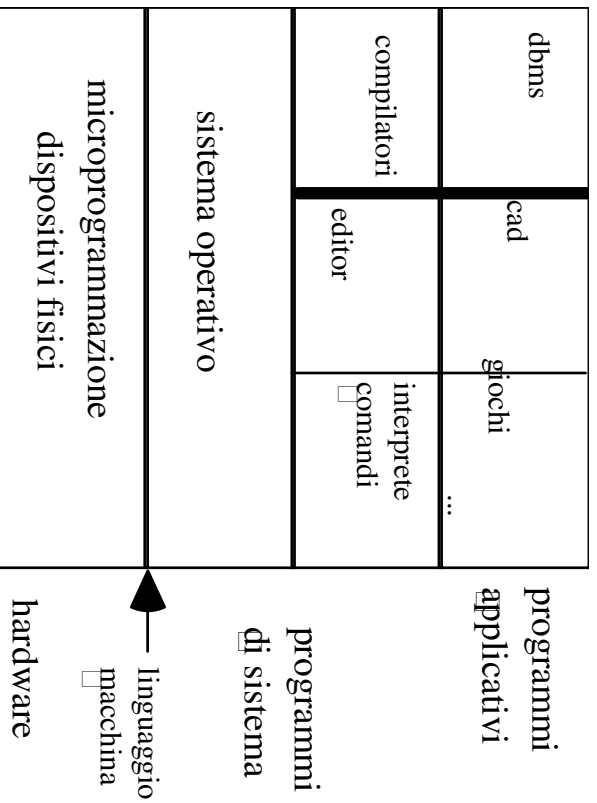 dbms
cad
giochi
...
programmi
applicativi
compilatori
editor
interprete
comandi
programmi
di sistema
sistema operativo
linguaggio
macchina
microprogrammazione
dispositivi fisici
hardware